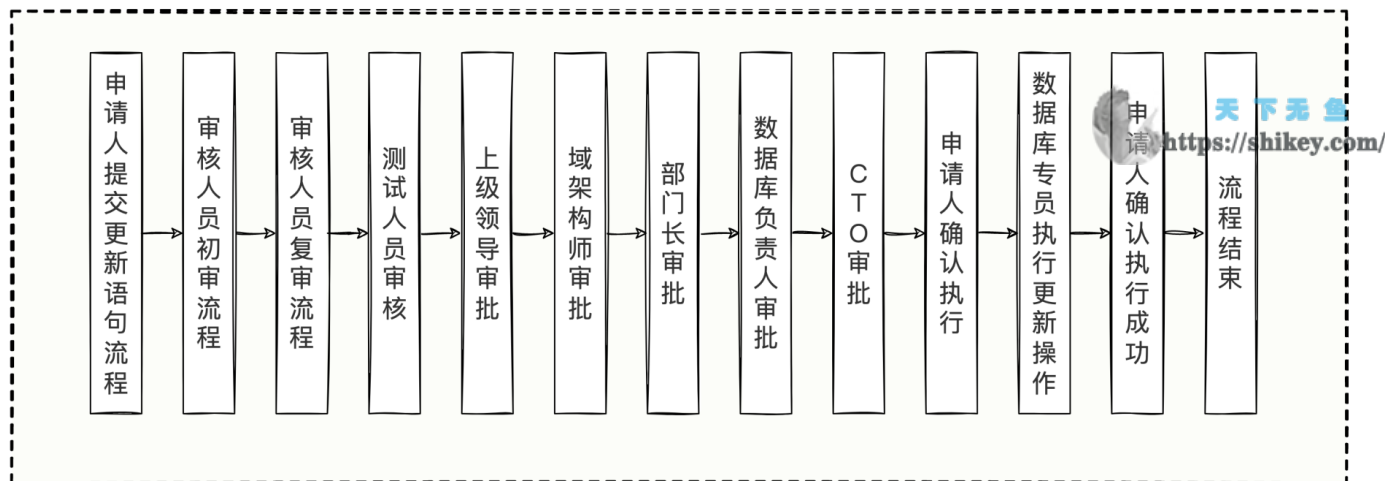 申请人提交更新语句流程
审核人员初审流程
审核人员复审流程
测试人员审核
上级领导审批
域架构师审批
部门长审批
数据库负责人审批
CTO审批
申请人确认执行
数据库专员执行更新操作
申请人确认执行成功
流程结束
天下无鱼
https://shikey.com/